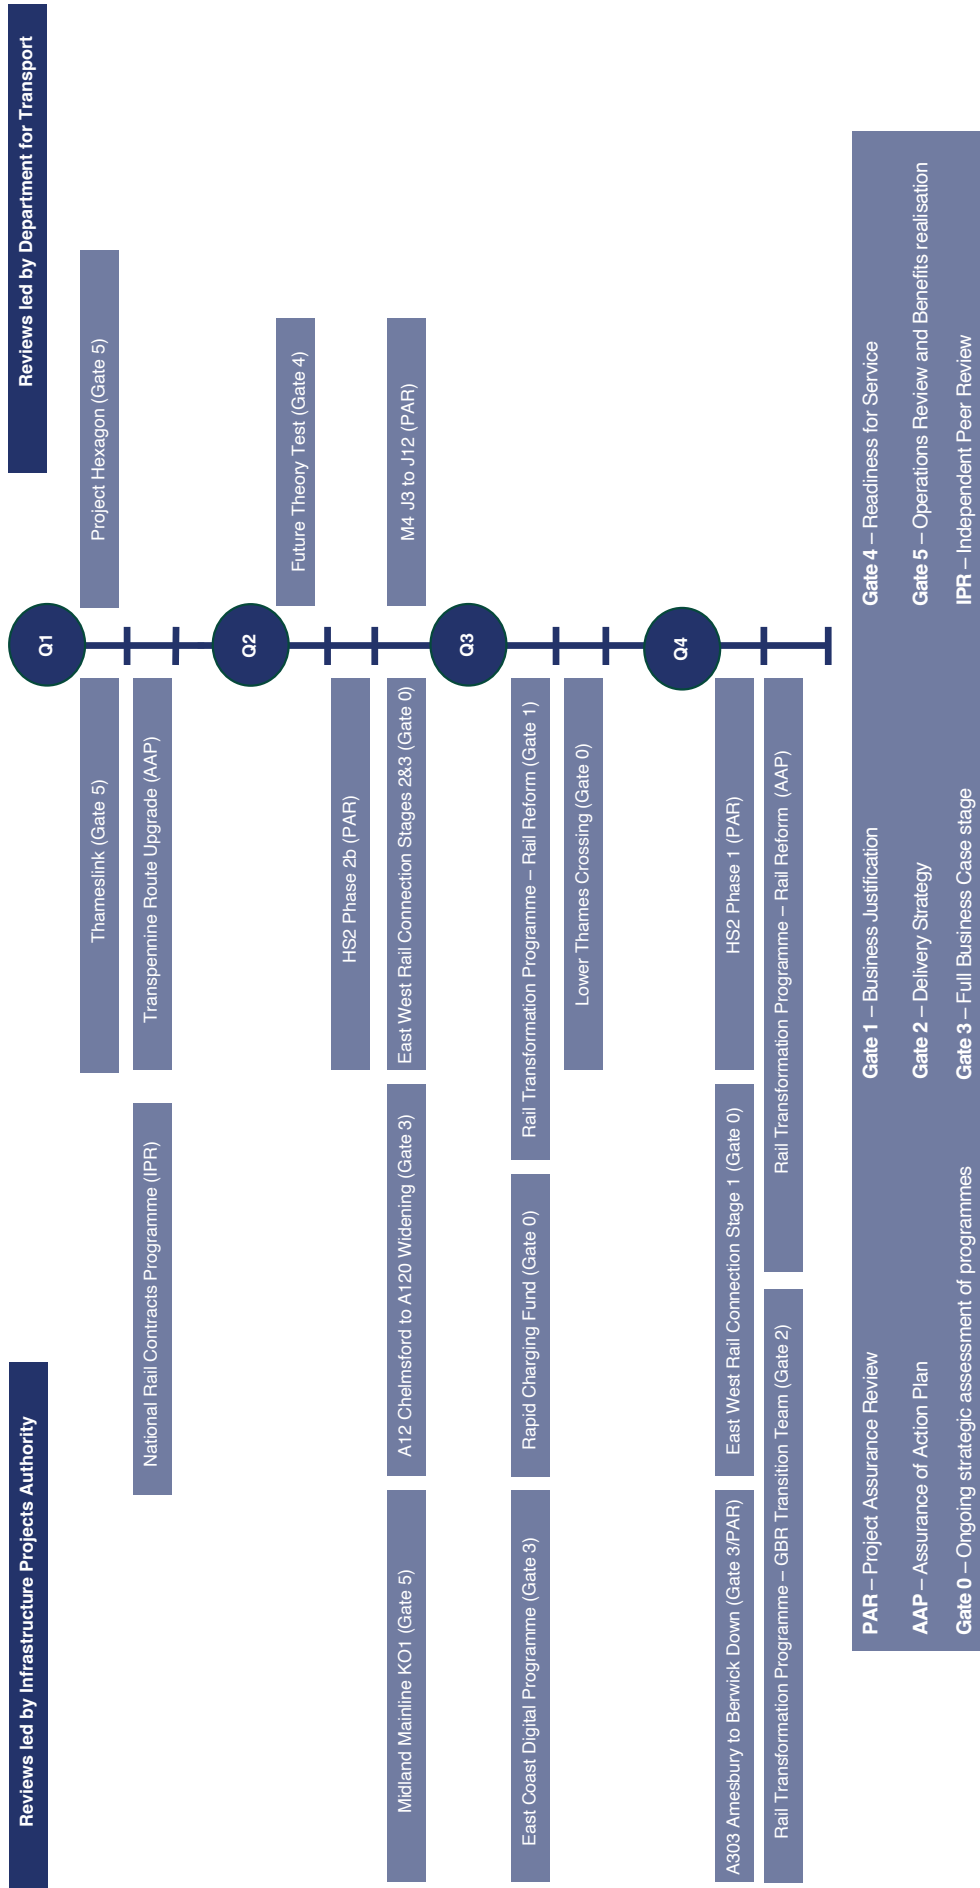 Reviews led by Infrastructure Projects Authority
Reviews led by Department for Transport
Q1
Thameslink (Gate 5)
Project Hexagon (Gate 5)
National Rail Contracts Programme (IPR)
Transpennine Route Upgrade (AAP)
Q2
Future Theory Test (Gate 4)
HS2 Phase 2b (PAR)
Midland Mainline KO1 (Gate 5)
A12 Chelmsford to A120 Widening (Gate 3)
East West Rail Connection Stages 2&3 (Gate 0)
M4 J3 to J12 (PAR)
Q3
East Coast Digital Programme (Gate 3)
Rapid Charging Fund (Gate 0)
Rail Transformation Programme – Rail Reform (Gate 1)
Lower Thames Crossing (Gate 0)
Q4
A303 Amesbury to Berwick Down (Gate 3/PAR)
East West Rail Connection Stage 1 (Gate 0)
HS2 Phase 1 (PAR)
Rail Transformation Programme – GBR Transition Team (Gate 2)
Rail Transformation Programme – Rail Reform (AAP)
PAR – Project Assurance Review
AAP – Assurance of Action Plan
Gate 0 – Ongoing strategic assessment of programmes
Gate 1 – Business Justification
Gate 2 – Delivery Strategy
Gate 3 – Full Business Case stage
Gate 4 – Readiness for Service
Gate 5 – Operations Review and Benefits realisation
IPR – Independent Peer Review